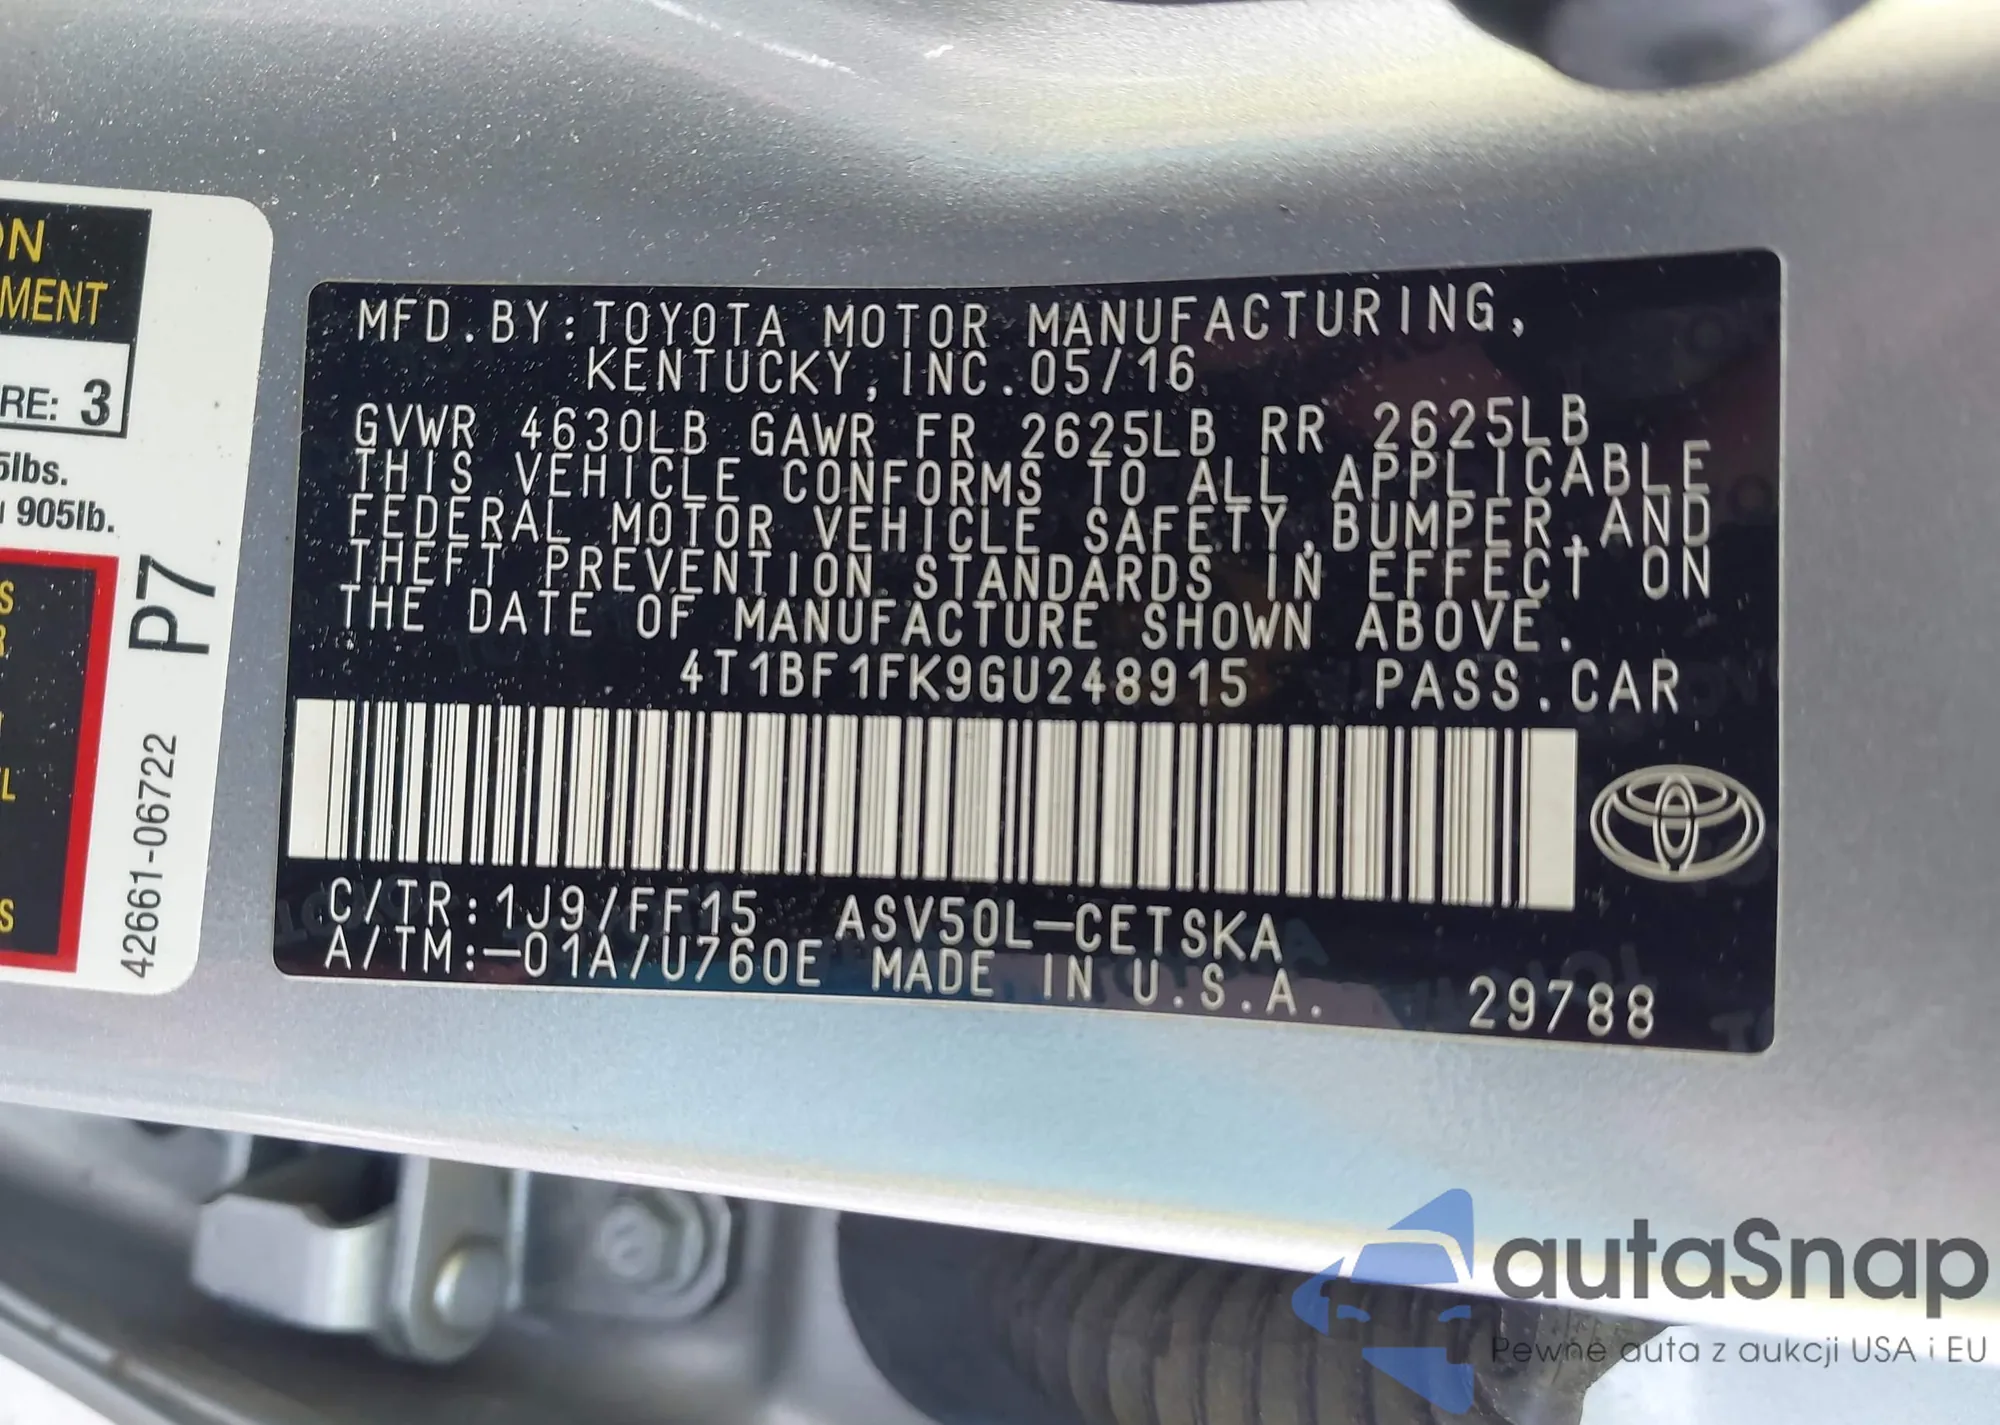 ON
MENT
RE: 3
5lbs.
905lb.
P7
42661-06722
MFD.BY:TOYOTA MOTOR MANUFACTURING,
KENTUCKY,INC.05/16
GVWR 4630LB GAWR FR 2625LB RR 2625LB
THIS VEHICLE CONFORMS TO ALL APPLICABLE
FEDERAL MOTOR VEHICLE SAFETY,BUMPER,AND
THEFT PREVENTION STANDARDS IN EFFECT ON
THE DATE OF MANUFACTURE SHOWN ABOVE.
4T1BF1FK9GU248915 PASS.CAR
C/TR:1J9/FF15 ASV50L-CETSKA
A/TM:-01A/U760E MADE IN U.S.A. 29788
autaSnap
Pewne auta z aukcji USA i EU